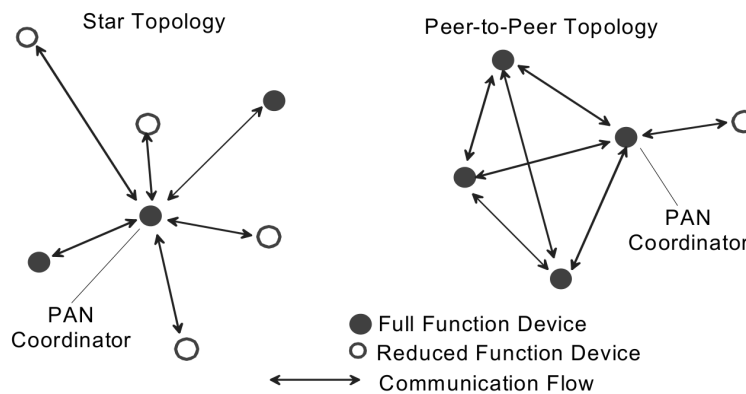 Star Topology
Peer-to-Peer Topology
PAN
Coordinator
PAN
Coordinator
Full Function Device
Reduced Function Device
Communication Flow